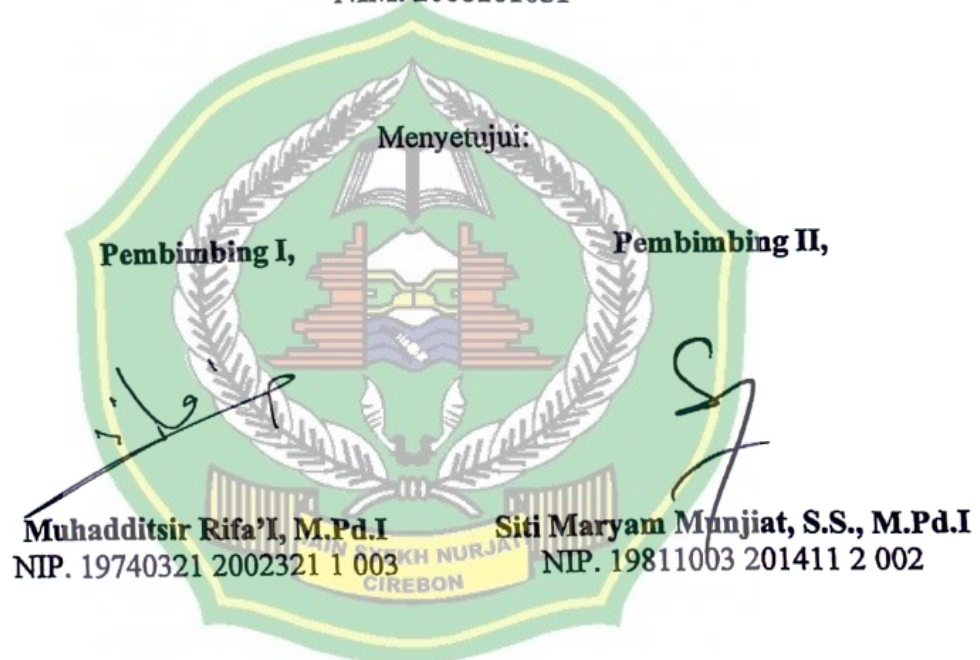 Menyetujui:
Pembimbing I,
Pembimbing II,
Muhadditsir Rifa'I, M.Pd.I
NIP. 19740321 2002321 1 003
Siti Maryam Munjiat, S.S., M.Pd.I
NIP. 19811003 201411 2 002
SYEKH NURJATI
CIREBON